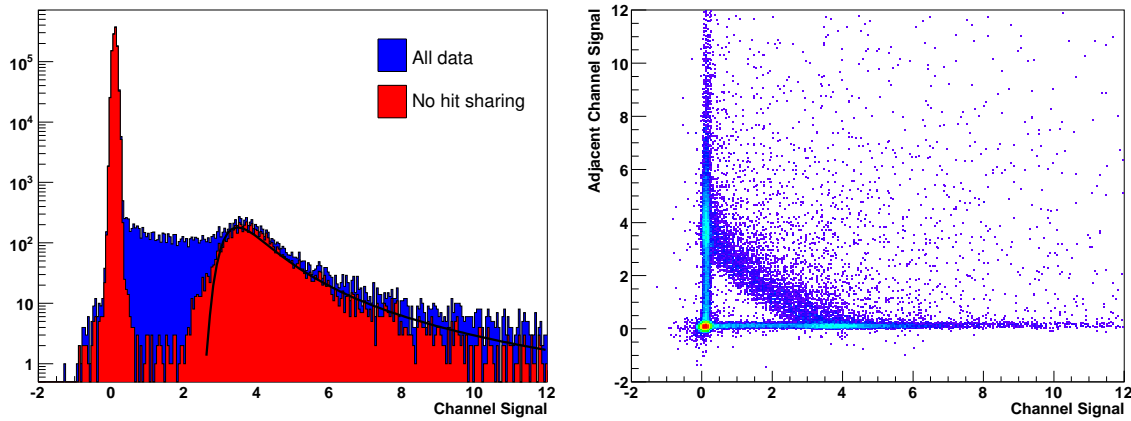 10^5
10^4
10^3
10^2
10
1
-2 0 2 4 6 8 10 12
Channel Signal
All data
No hit sharing
Adjacent Channel Signal
12
10
8
6
4
2
0
-2
-2 0 2 4 6 8 10 12
Channel Signal